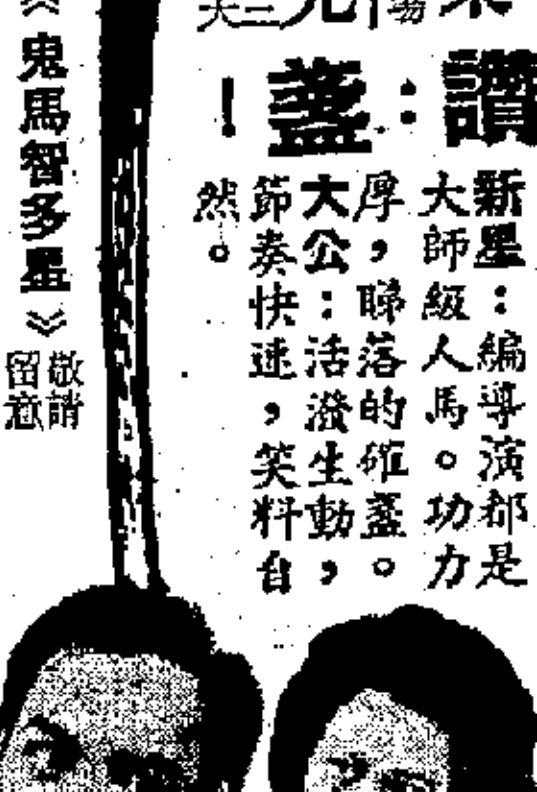 讚：盞！
新星：編導演都是
大師級人馬。功力
厚，睇落的確盞。
大公：活潑生動，
節奏快速，笑料自
然。
《鬼馬智多星》
敬請
留意